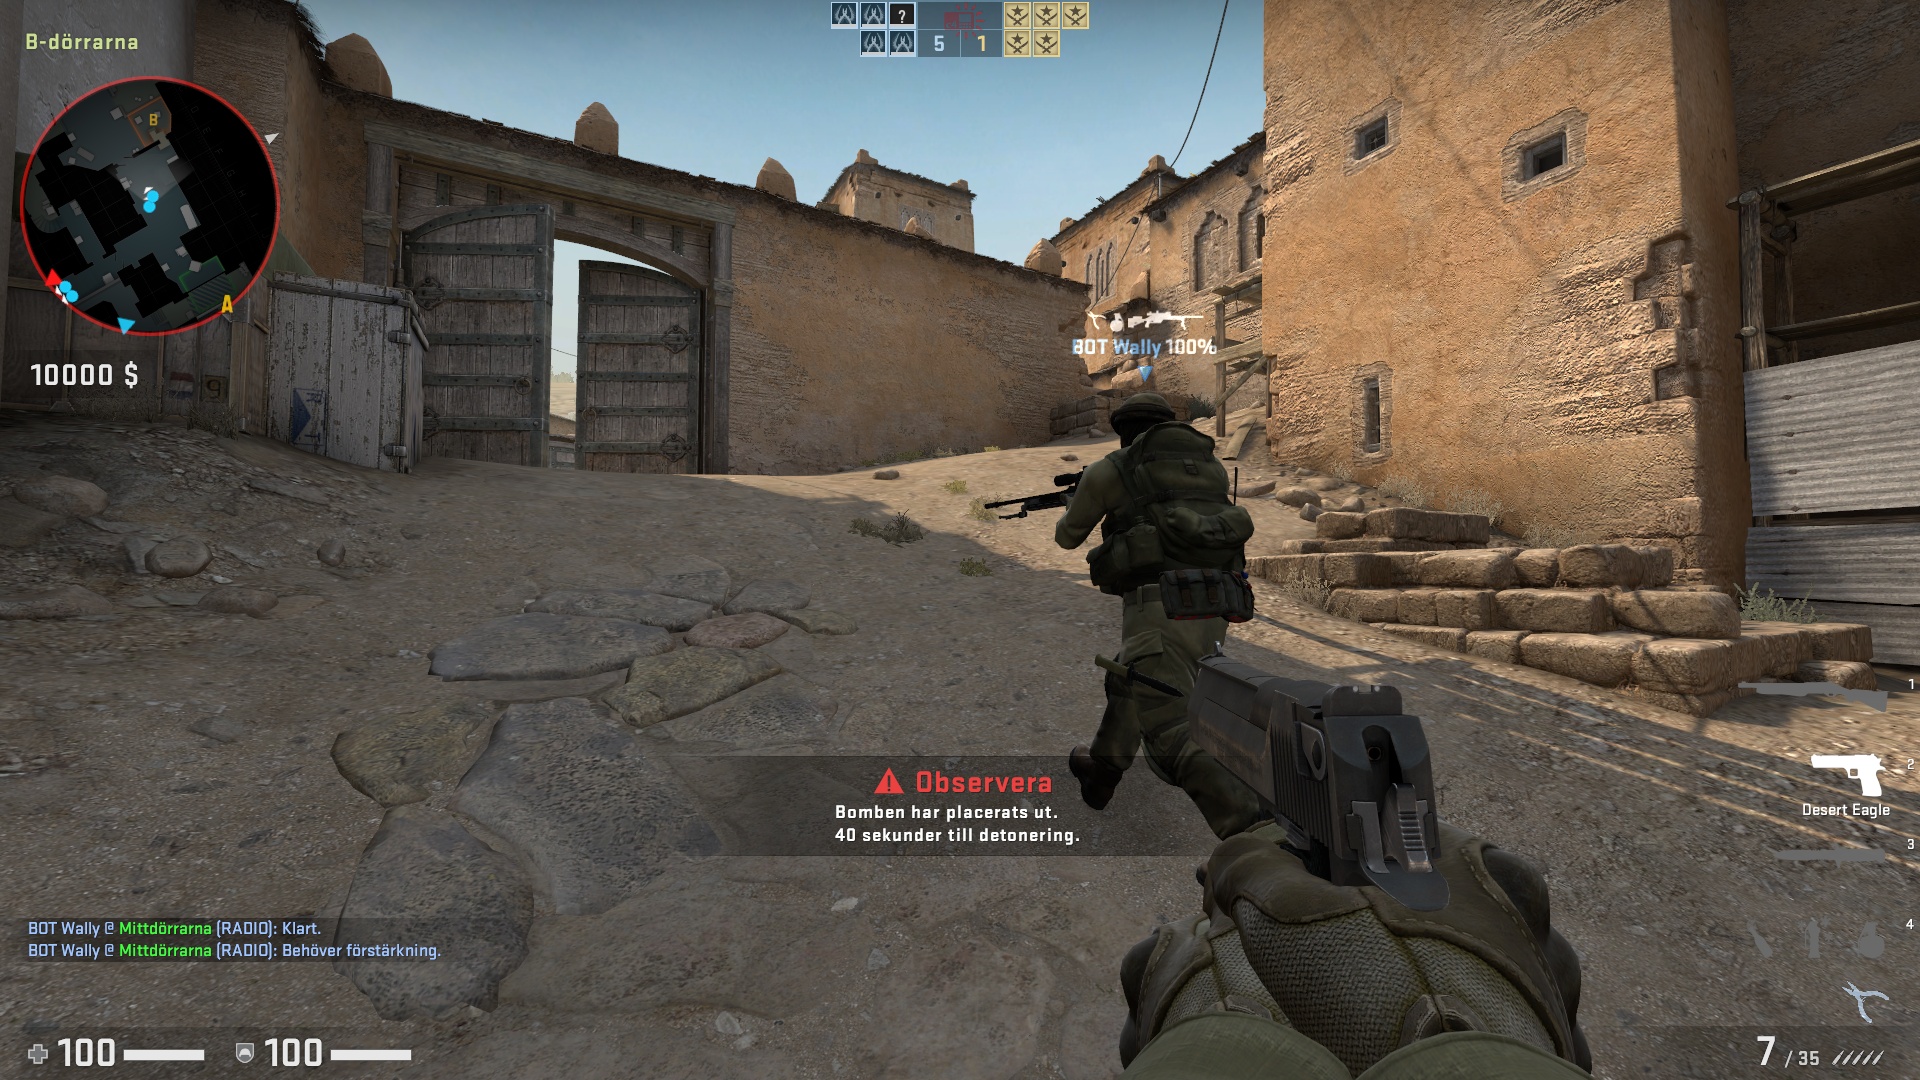 B-dörrarna
?
5 1
B
A
10000 $
BOT Wally 100%
1
2
Desert Eagle
3
4
Observera
Bomben har placerats ut.
40 sekunder till detonering.
BOT Wally @ Mittdörrarna (RADIO): Klart.
BOT Wally @ Mittdörrarna (RADIO): Behöver förstärkning.
100 100
7 / 35